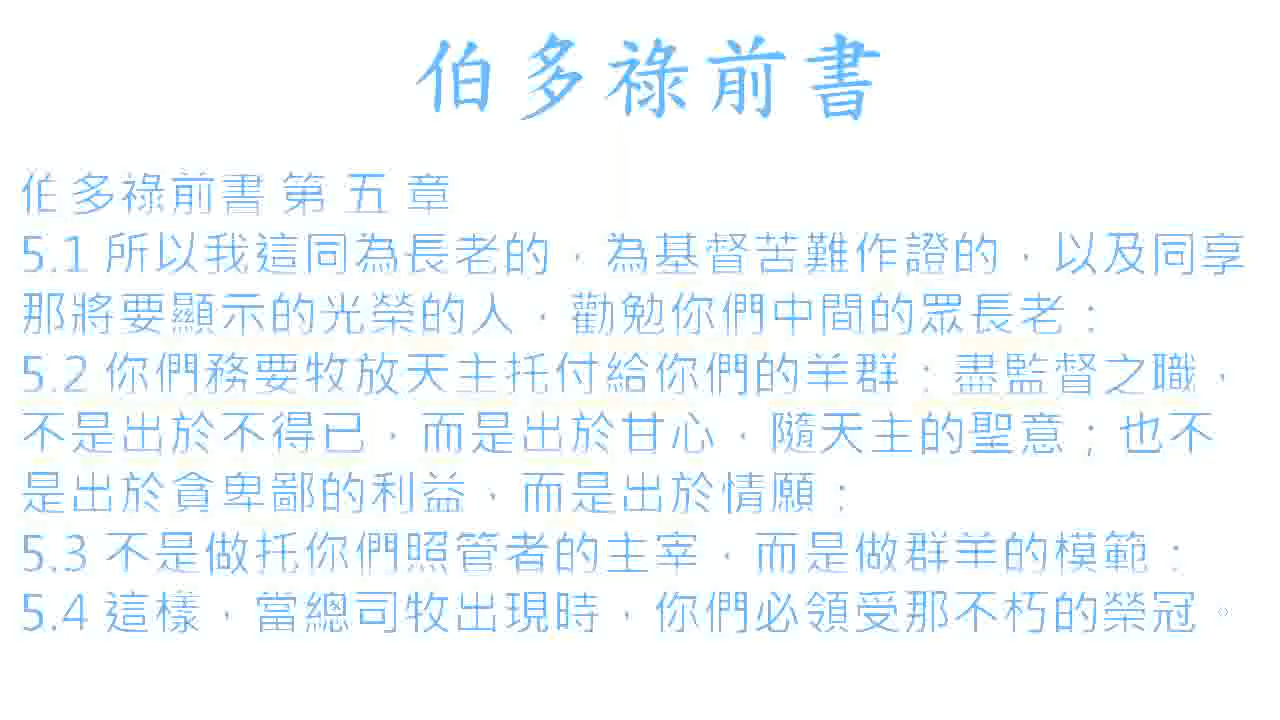 伯多祿前書
伯多祿前書 第 五 章
5.1 所以我這同為長老的，為基督苦難作證的，以及同享
那將要顯示的光榮的人，勸勉你們中間的眾長老：
5.2 你們務要牧放天主托付給你們的羊群；盡監督之職，
不是出於不得已，而是出於甘心，隨天主的聖意；也不
是出於貪卑鄙的利益，而是出於情願；
5.3 不是做托你們照管者的主宰，而是做群羊的模範：
5.4 這樣，當總司牧出現時，你們必領受那不朽的榮冠。